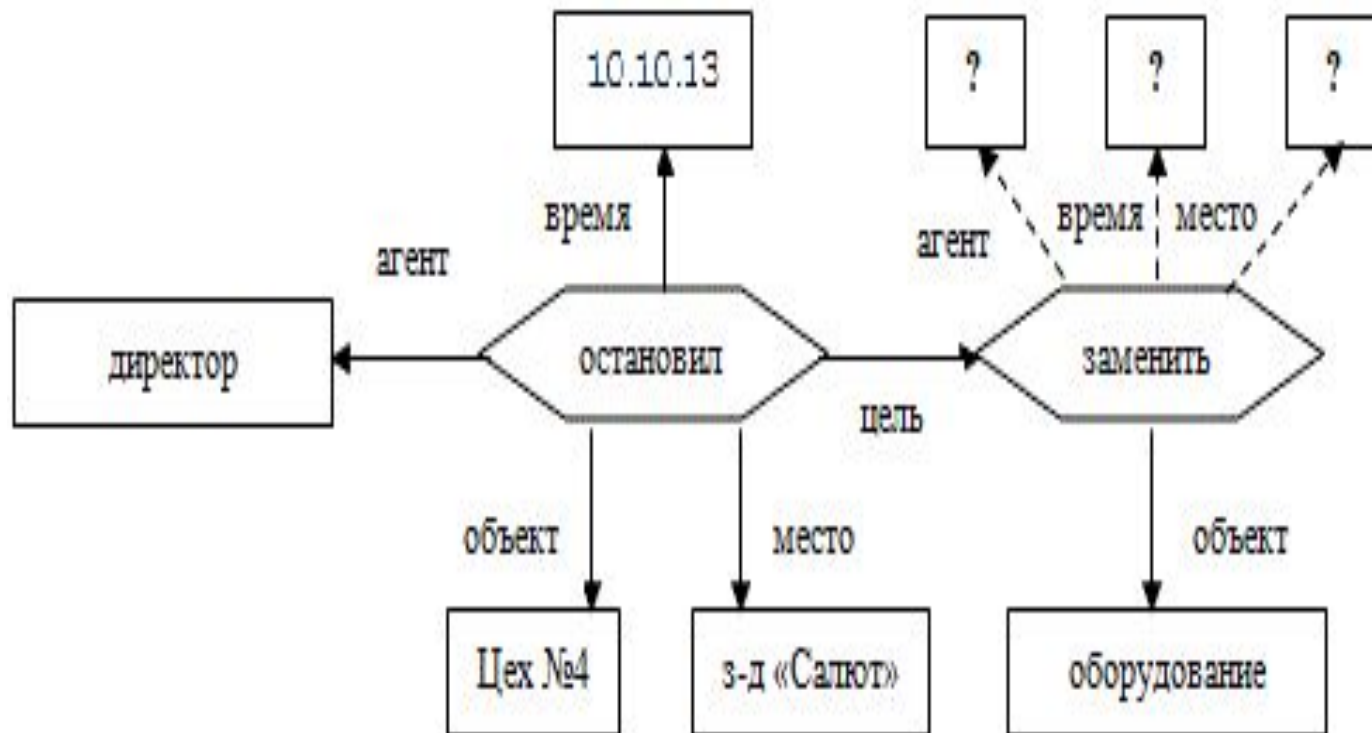 10.10.13
?
?
?
время
агент
агент
время
место
директор
остановил
заменить
цель
объект
место
объект
Цех №4
з-д «Салют»
оборудование